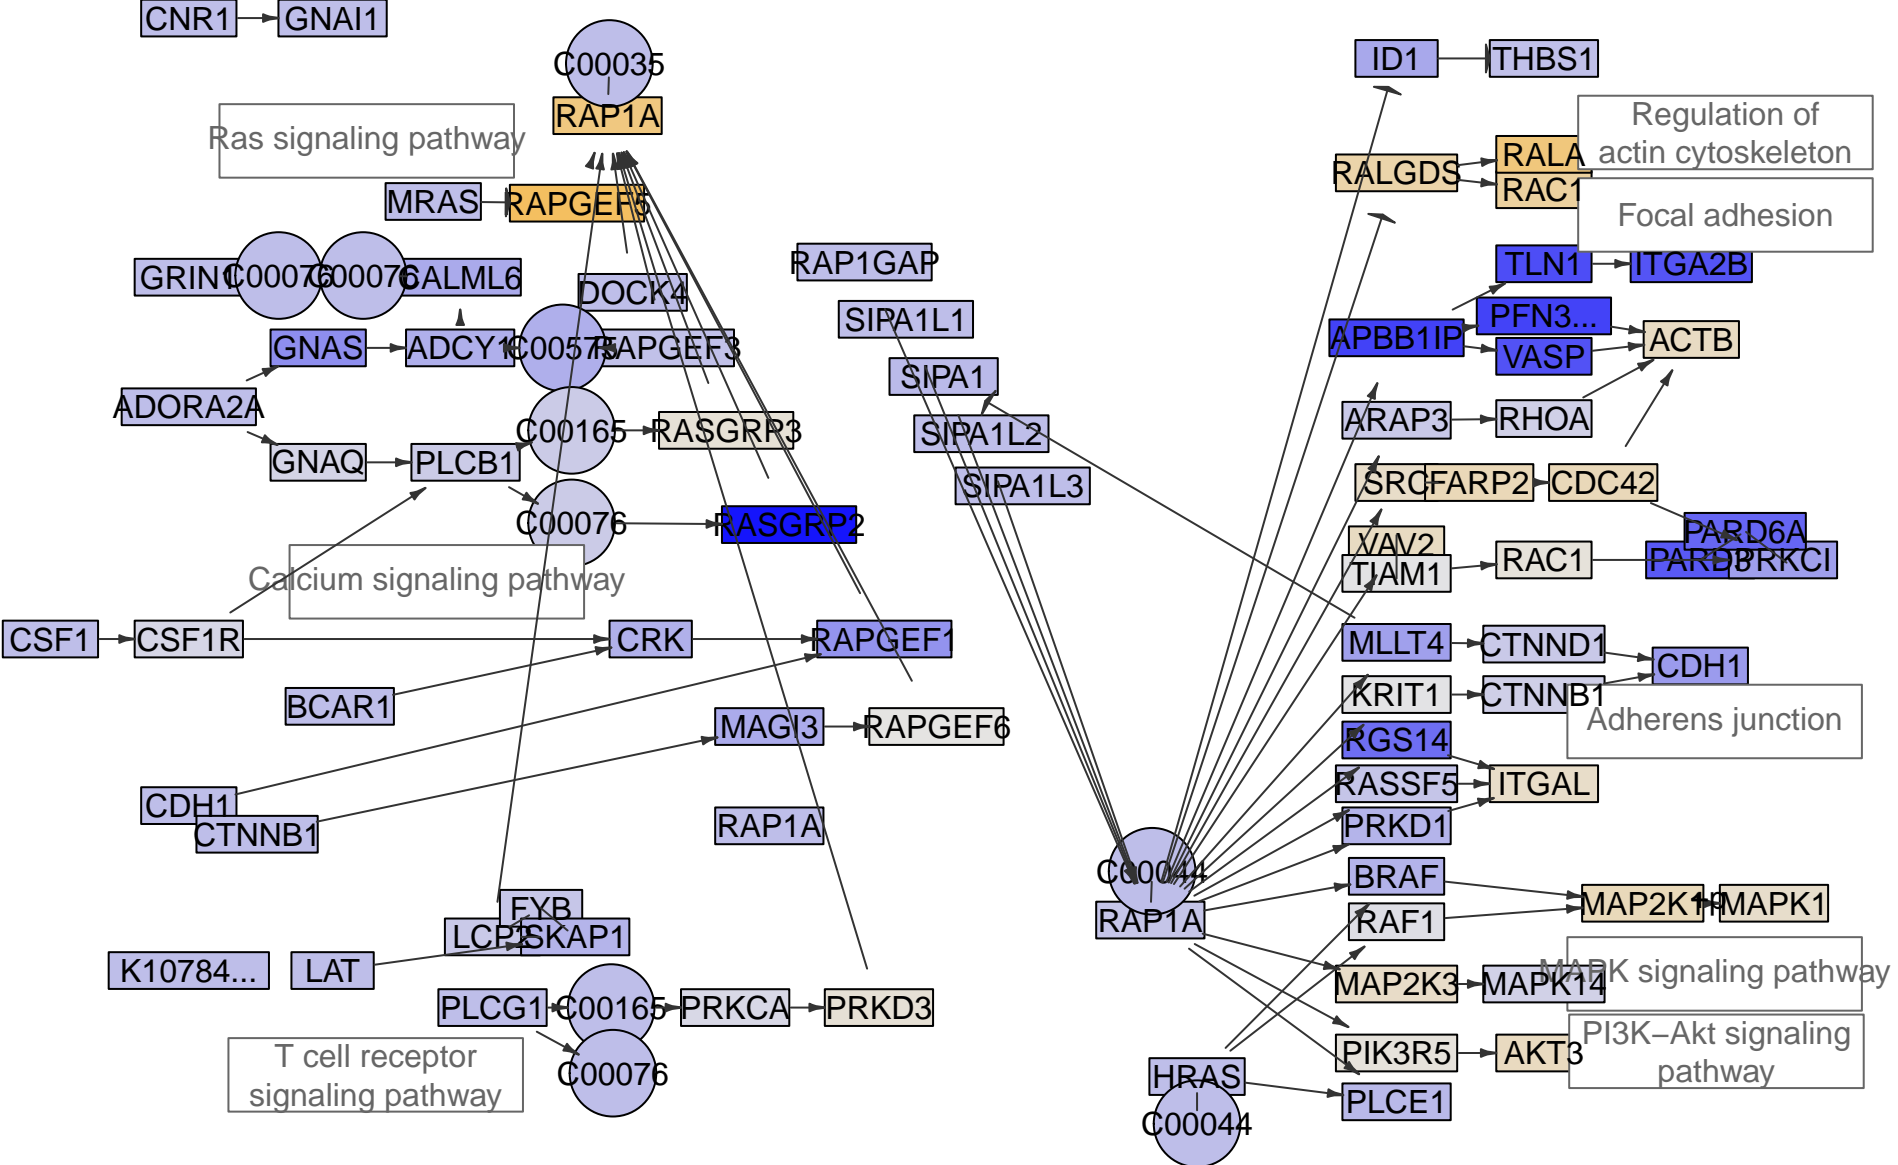 CNR1
GNAI1
C00035
RAP1A
Ras signaling pathway
MRAS
RAPGEF5
GRIN1
C00076
C00076
CALML6
DOCK4
GNAS
ADCY1
C00575
RAPGEF3
ADORA2A
GNAQ
PLCB1
C00165
RASGRP3
C00076
RASGRP2
Calcium signaling pathway
CSF1
CSF1R
CRK
RAPGEF1
BCAR1
MAGI3
RAPGEF6
CDH1
CTNNB1
RAP1A
FYB
LCP2
SKAP1
K10784...
LAT
PLCG1
C00165
PRKCA
PRKD3
C00076
T cell receptor
signaling pathway
RAP1GAP
SIPA1L1
SIPA1
SIPA1L2
SIPA1L3
C00044
RAP1A
HRAS
C00044
ID1
THBS1
Regulation of
actin cytoskeleton
RALGDS
RALA
RAC1
Focal adhesion
TLN1
ITGA2B
APBB1IP
PFN3...
VASP
ACTB
ARAP3
RHOA
SRC
FARP2
CDC42
VAV2
TIAM1
RAC1
PARD6A
PARD3
PRKCI
MLLT4
CTNND1
CDH1
KRIT1
CTNNB1
Adherens junction
RGS14
RASSF5
ITGAL
PRKD1
BRAF
RAF1
MAP2K1
+p
MAPK1
MAP2K3
MAPK14
MAPK signaling pathway
PIK3R5
AKT3
PI3K−Akt signaling
pathway
PLCE1